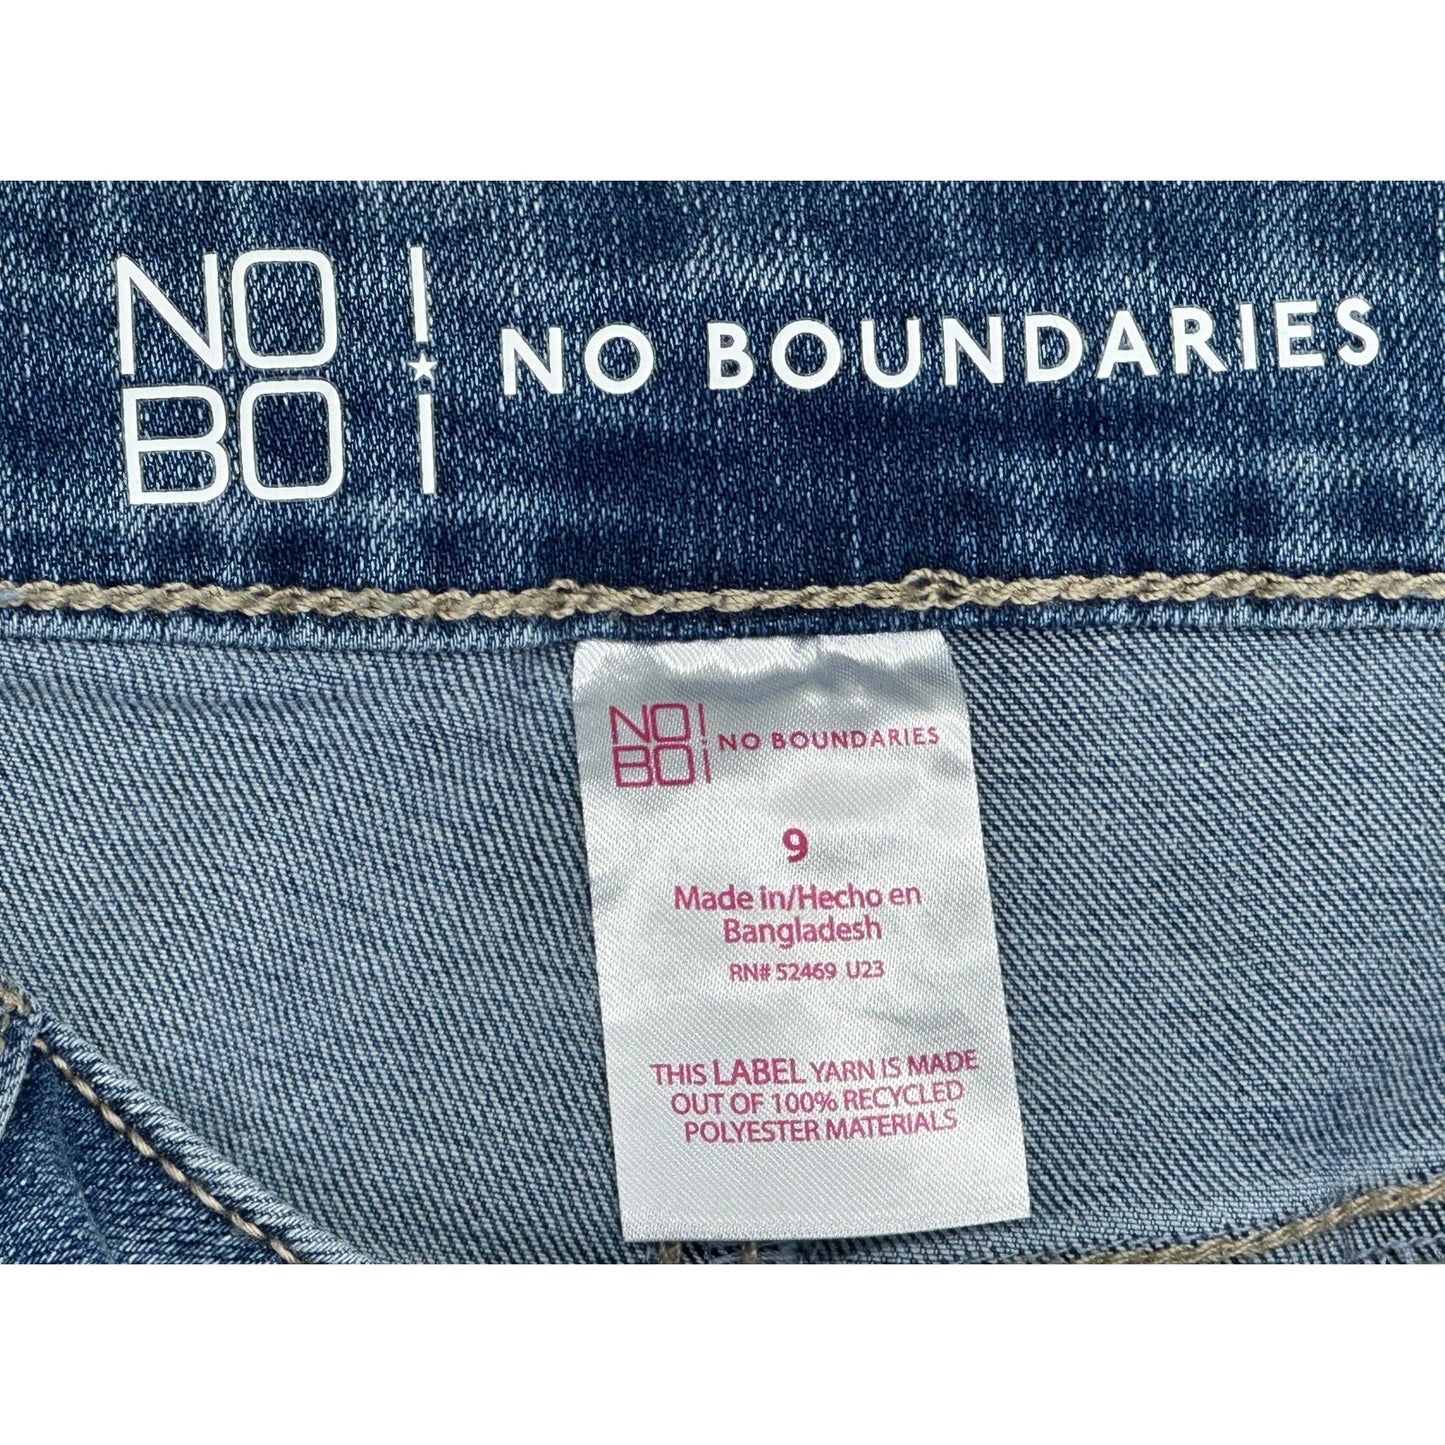 NO
BO
NO BOUNDARIES
NO
BO
NO BOUNDARIES
9
Made in/Hecho en
Bangladesh
RN# 52469 U23
THIS LABEL YARN IS MADE
OUT OF 100% RECYCLED
POLYESTER MATERIALS